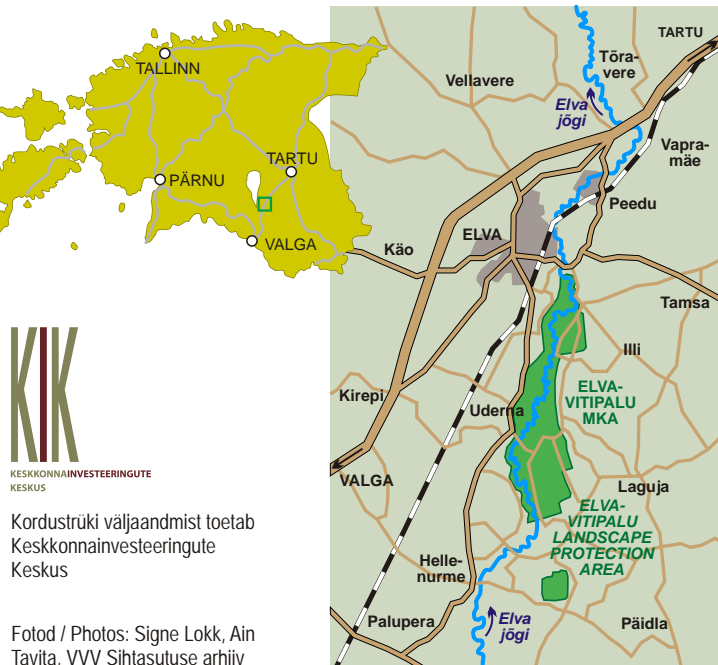 TALLINN
TARTU
PÄRNU
VALGA
KESKKONNAINVESTEERINGUTE
KESKUS
Kordustrüki väljaandmist toetab
Keskkonnainvesteeringute
Keskus
Fotod / Photos: Signe Lokk, Ain
Tavita, VVV Sihtasutuse arhiiv
TARTU
Tõra-
vere
Vellavere
Elva
jõgi
Vapra-
mäe
Peedu
ELVA
Käo
Tamsa
Illi
Kirepi
Uderna
ELVA-
VITIPALU
MKA
VALGA
Laguja
ELVA-
VITIPALU
LANDSCAPE
PROTECTION
AREA
Helle-
nurme
Palupera
Elva
jõgi
Päidla
KIK